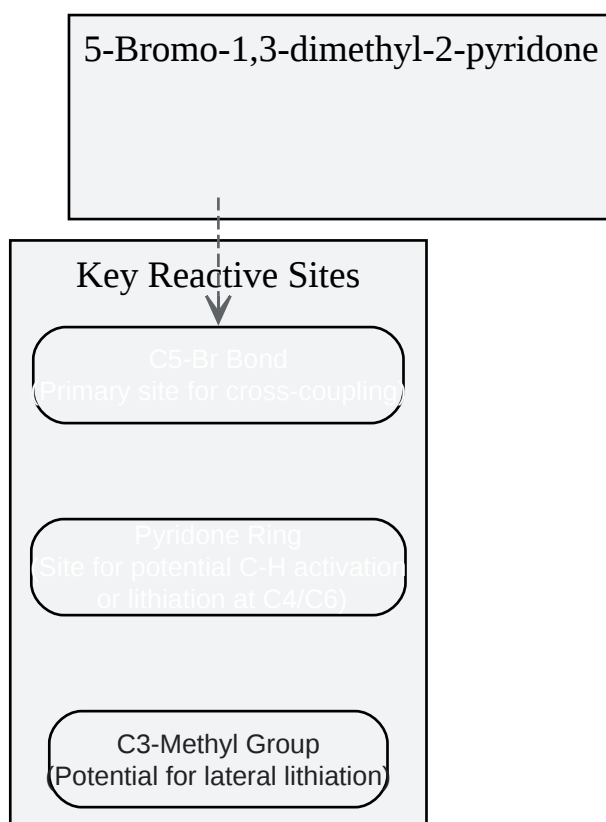 5-Bromo-1,3-dimethyl-2-pyridone
Key Reactive Sites
C5-Br Bond
(Primary site for cross-coupling)
Pyridone Ring
(Site for potential C-H activation
or lithiation at C4/C6)
C3-Methyl Group
(Potential for lateral lithiation)